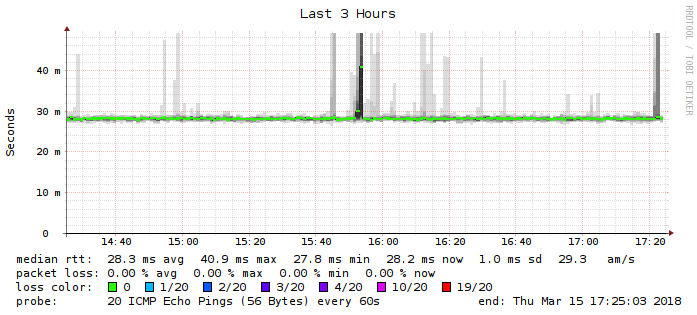 Last 3 Hours
RRDTOOL / TOBI OETIKER
Seconds
40 m
30 m
20 m
10 m
0
14:40 15:00 15:20 15:40 16:00 16:20 16:40 17:00 17:20
median rtt: 28.3 ms avg 40.9 ms max 27.8 ms min 28.2 ms now 1.0 ms sd 29.3 am/s
packet loss: 0.00 % avg 0.00 % max 0.00 % min 0.00 % now
loss color: 0 1/20 2/20 3/20 4/20 10/20 19/20
probe: 20 ICMP Echo Pings (56 Bytes) every 60s end: Thu Mar 15 17:25:03 2018